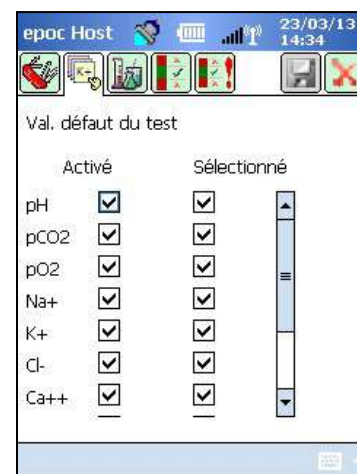 epoc Host 23/03/13
14:34
K+
Val. défaut du test
Activé Sélectionné
pH
pCO2
pO2
Na+
K+
Cl-
Ca++